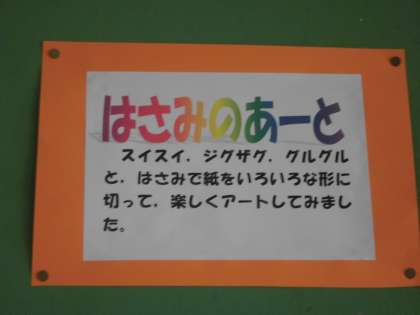 はさみのあーと
スイスイ，ジグザグ，グルグル
と，はさみで紙をいろいろな形に
切って，楽しくアートしてみまし
た。